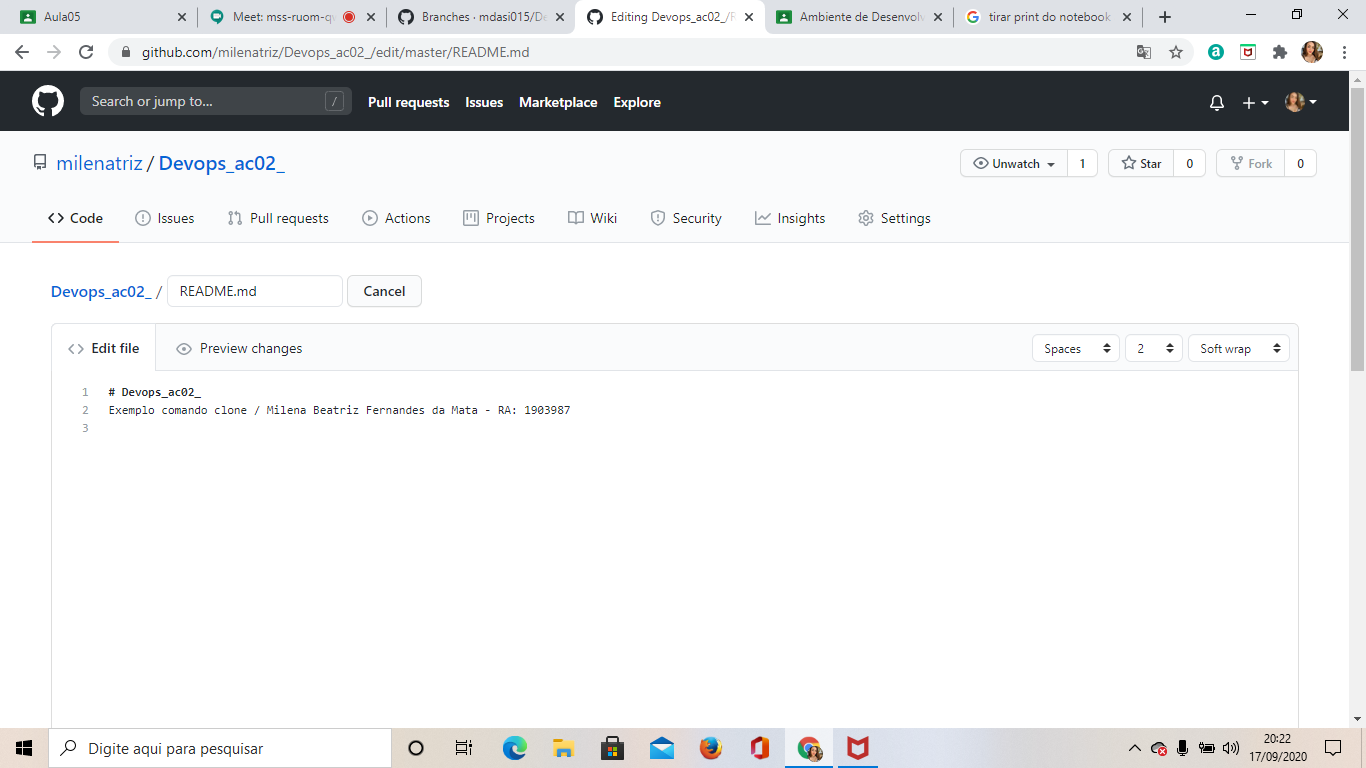 Aula05
Meet: mss-ruom-qv
Branches · mdasi015/De
Editing Devops_ac02_/R
Ambiente de Desenvolv
tirar print do notebook
github.com/milenatriz/Devops_ac02_/edit/master/README.md
Search or jump to... /
Pull requests Issues Marketplace Explore
milenatriz / Devops_ac02_
Unwatch 1 Star 0 Fork 0
Code Issues Pull requests Actions Projects Wiki Insights Security Settings
Devops_ac02_ / README.md Cancel
Edit file Preview changes Spaces 2 Soft wrap
1 # Devops_ac02_
2 Exemplo comando clone / Milena Beatriz Fernandes da Mata - RA: 1903987
3
Digite aqui para pesquisar
20:22
17/09/2020